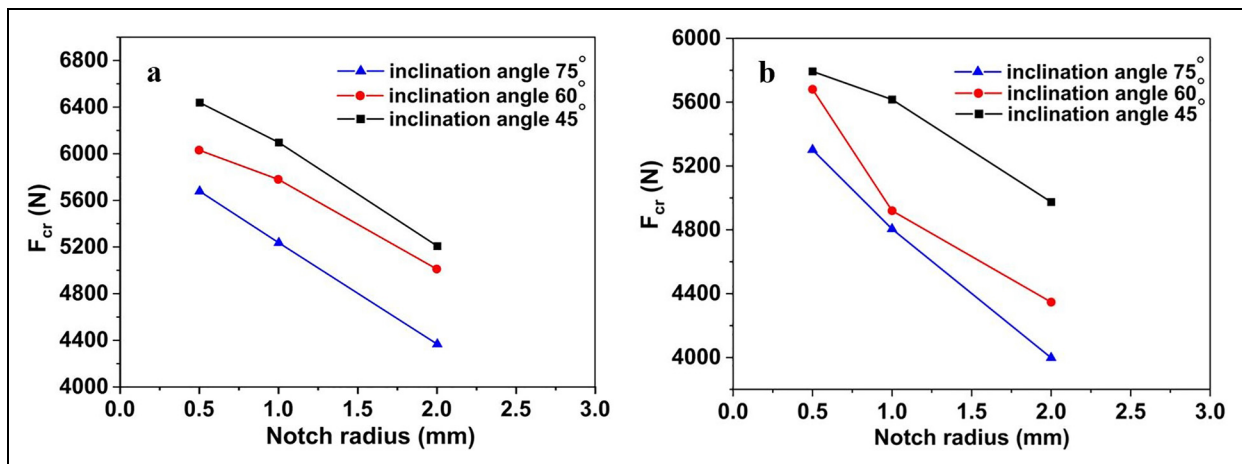 a
inclination angle 75°
inclination angle 60°
inclination angle 45°
6800
6400
6000
5600
5200
4800
4400
4000
F_cr (N)
0.0 0.5 1.0 1.5 2.0 2.5 3.0
Notch radius (mm)
b
inclination angle 75°
inclination angle 60°
inclination angle 45°
6000
5600
5200
4800
4400
4000
F_cr (N)
0.0 0.5 1.0 1.5 2.0 2.5 3.0
Notch radius (mm)